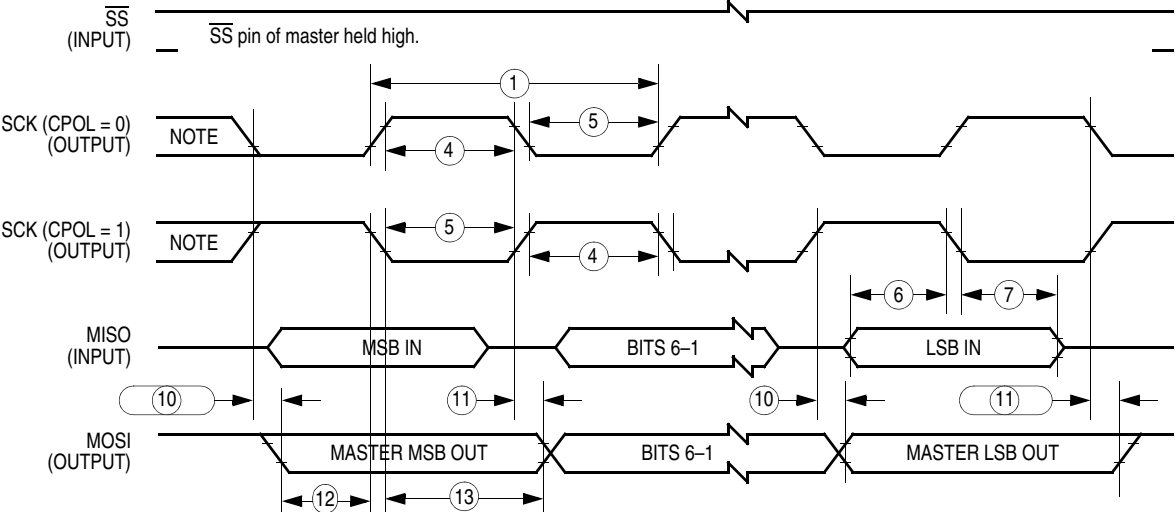 SS
(INPUT)
SS pin of master held high.
1
SCK (CPOL = 0)
(OUTPUT)
NOTE
5
4
SCK (CPOL = 1)
(OUTPUT)
NOTE
5
4
6
7
MISO
(INPUT)
MSB IN
BITS 6–1
LSB IN
10
11
10
11
MOSI
(OUTPUT)
MASTER MSB OUT
BITS 6–1
MASTER LSB OUT
12
13